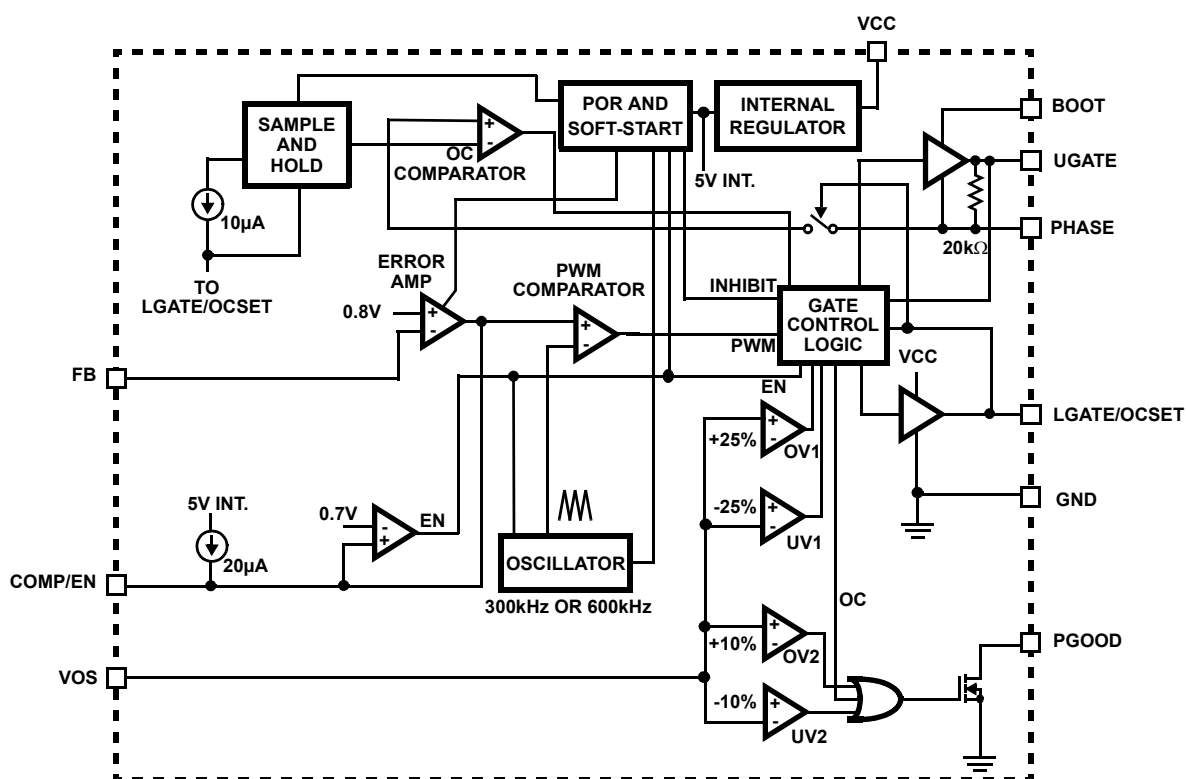 VCC
POR AND
SOFT-START
INTERNAL
REGULATOR
BOOT
SAMPLE
AND
HOLD
+
-
OC
COMPARATOR
UGATE
5V INT.
10µA
PHASE
20kΩ
TO
LGATE/OCSET
ERROR
AMP
PWM
COMPARATOR
INHIBIT
GATE
CONTROL
LOGIC
0.8V
+
-
+
-
PWM
VCC
FB
EN
LGATE/OCSET
+
-
+25%
OV1
5V INT.
0.7V
-
+
EN
-25%
+
-
UV1
GND
20µA
OSCILLATOR
COMP/EN
300kHz OR 600kHz
OC
+
-
+10%
OV2
PGOOD
VOS
-10%
+
-
UV2